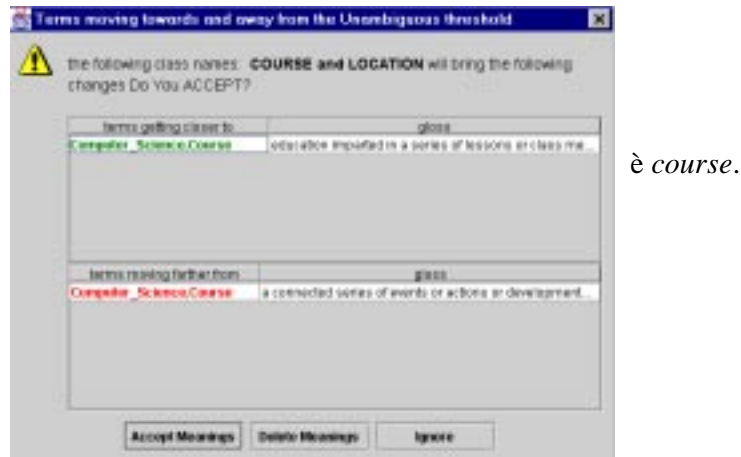 Terms moving towards and away from the Unambiguous threshold
the following class names: COURSE and LOCATION will bring the following
changes Do You ACCEPT?
terms getting closer to gloss
Computer_Science.Course education imparted in a series of lessons or class me...
è course.
terms moving farther from gloss
Computer_Science.Course a connected series of events or actions or development...
Accept Meanings Delete Meanings Ignore